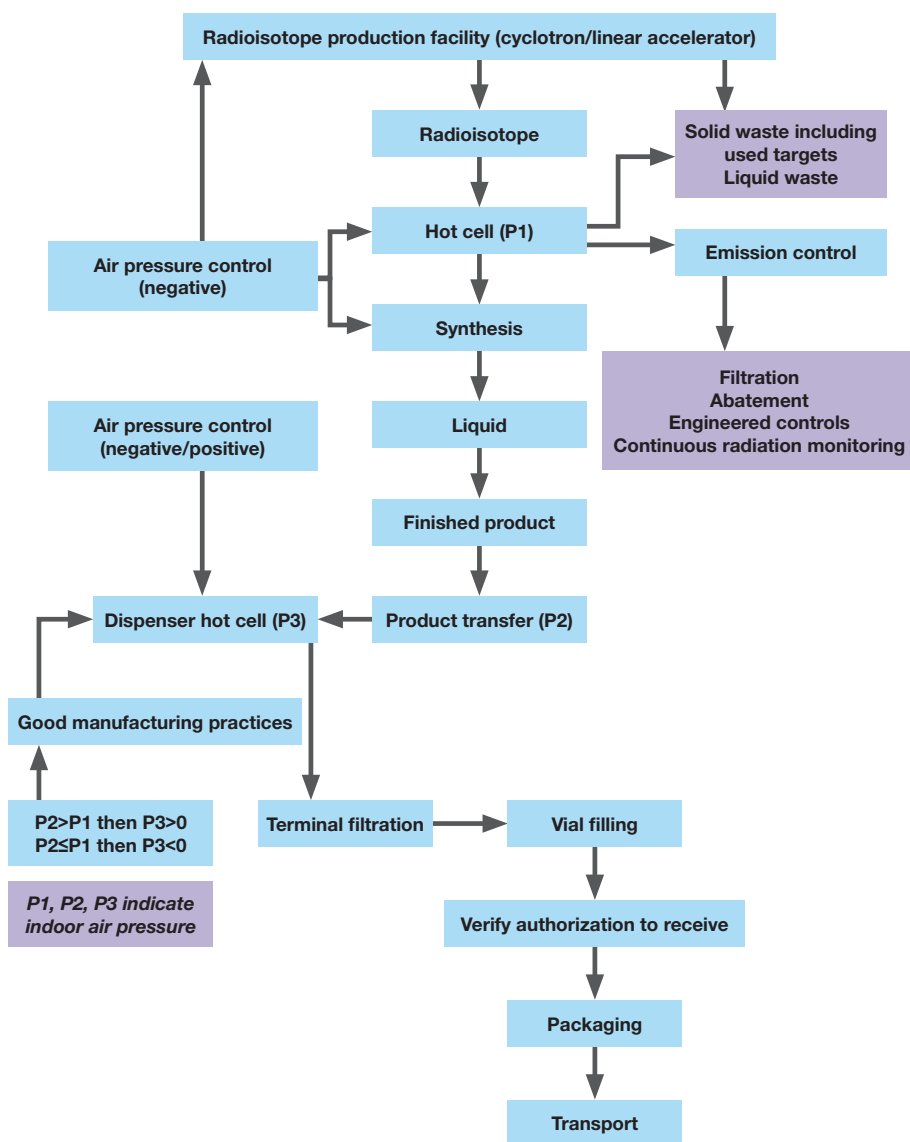 Radioisotope production facility (cyclotron/linear accelerator)
Radioisotope
Solid waste including
used targets
Liquid waste
Hot cell (P1)
Emission control
Air pressure control
(negative)
Synthesis
Filtration
Abatement
Engineered controls
Continuous radiation monitoring
Air pressure control
(negative/positive)
Liquid
Finished product
Dispenser hot cell (P3)
Product transfer (P2)
Good manufacturing practices
P2>P1 then P3>0
P2≤P1 then P3<0
Terminal filtration
Vial filling
P1, P2, P3 indicate
indoor air pressure
Verify authorization to receive
Packaging
Transport